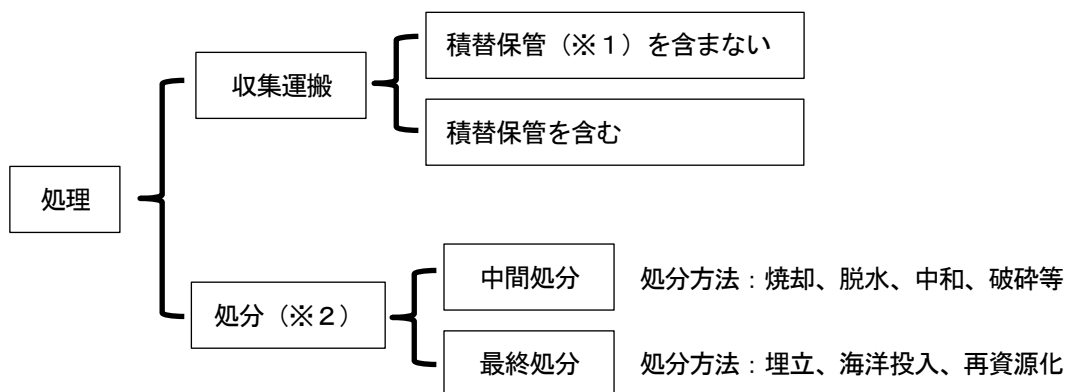 処理
収集運搬
積替保管（※１）を含まない
積替保管を含む
処分（※２）
中間処分
処分方法：焼却、脱水、中和、破砕等
最終処分
処分方法：埋立、海洋投入、再資源化